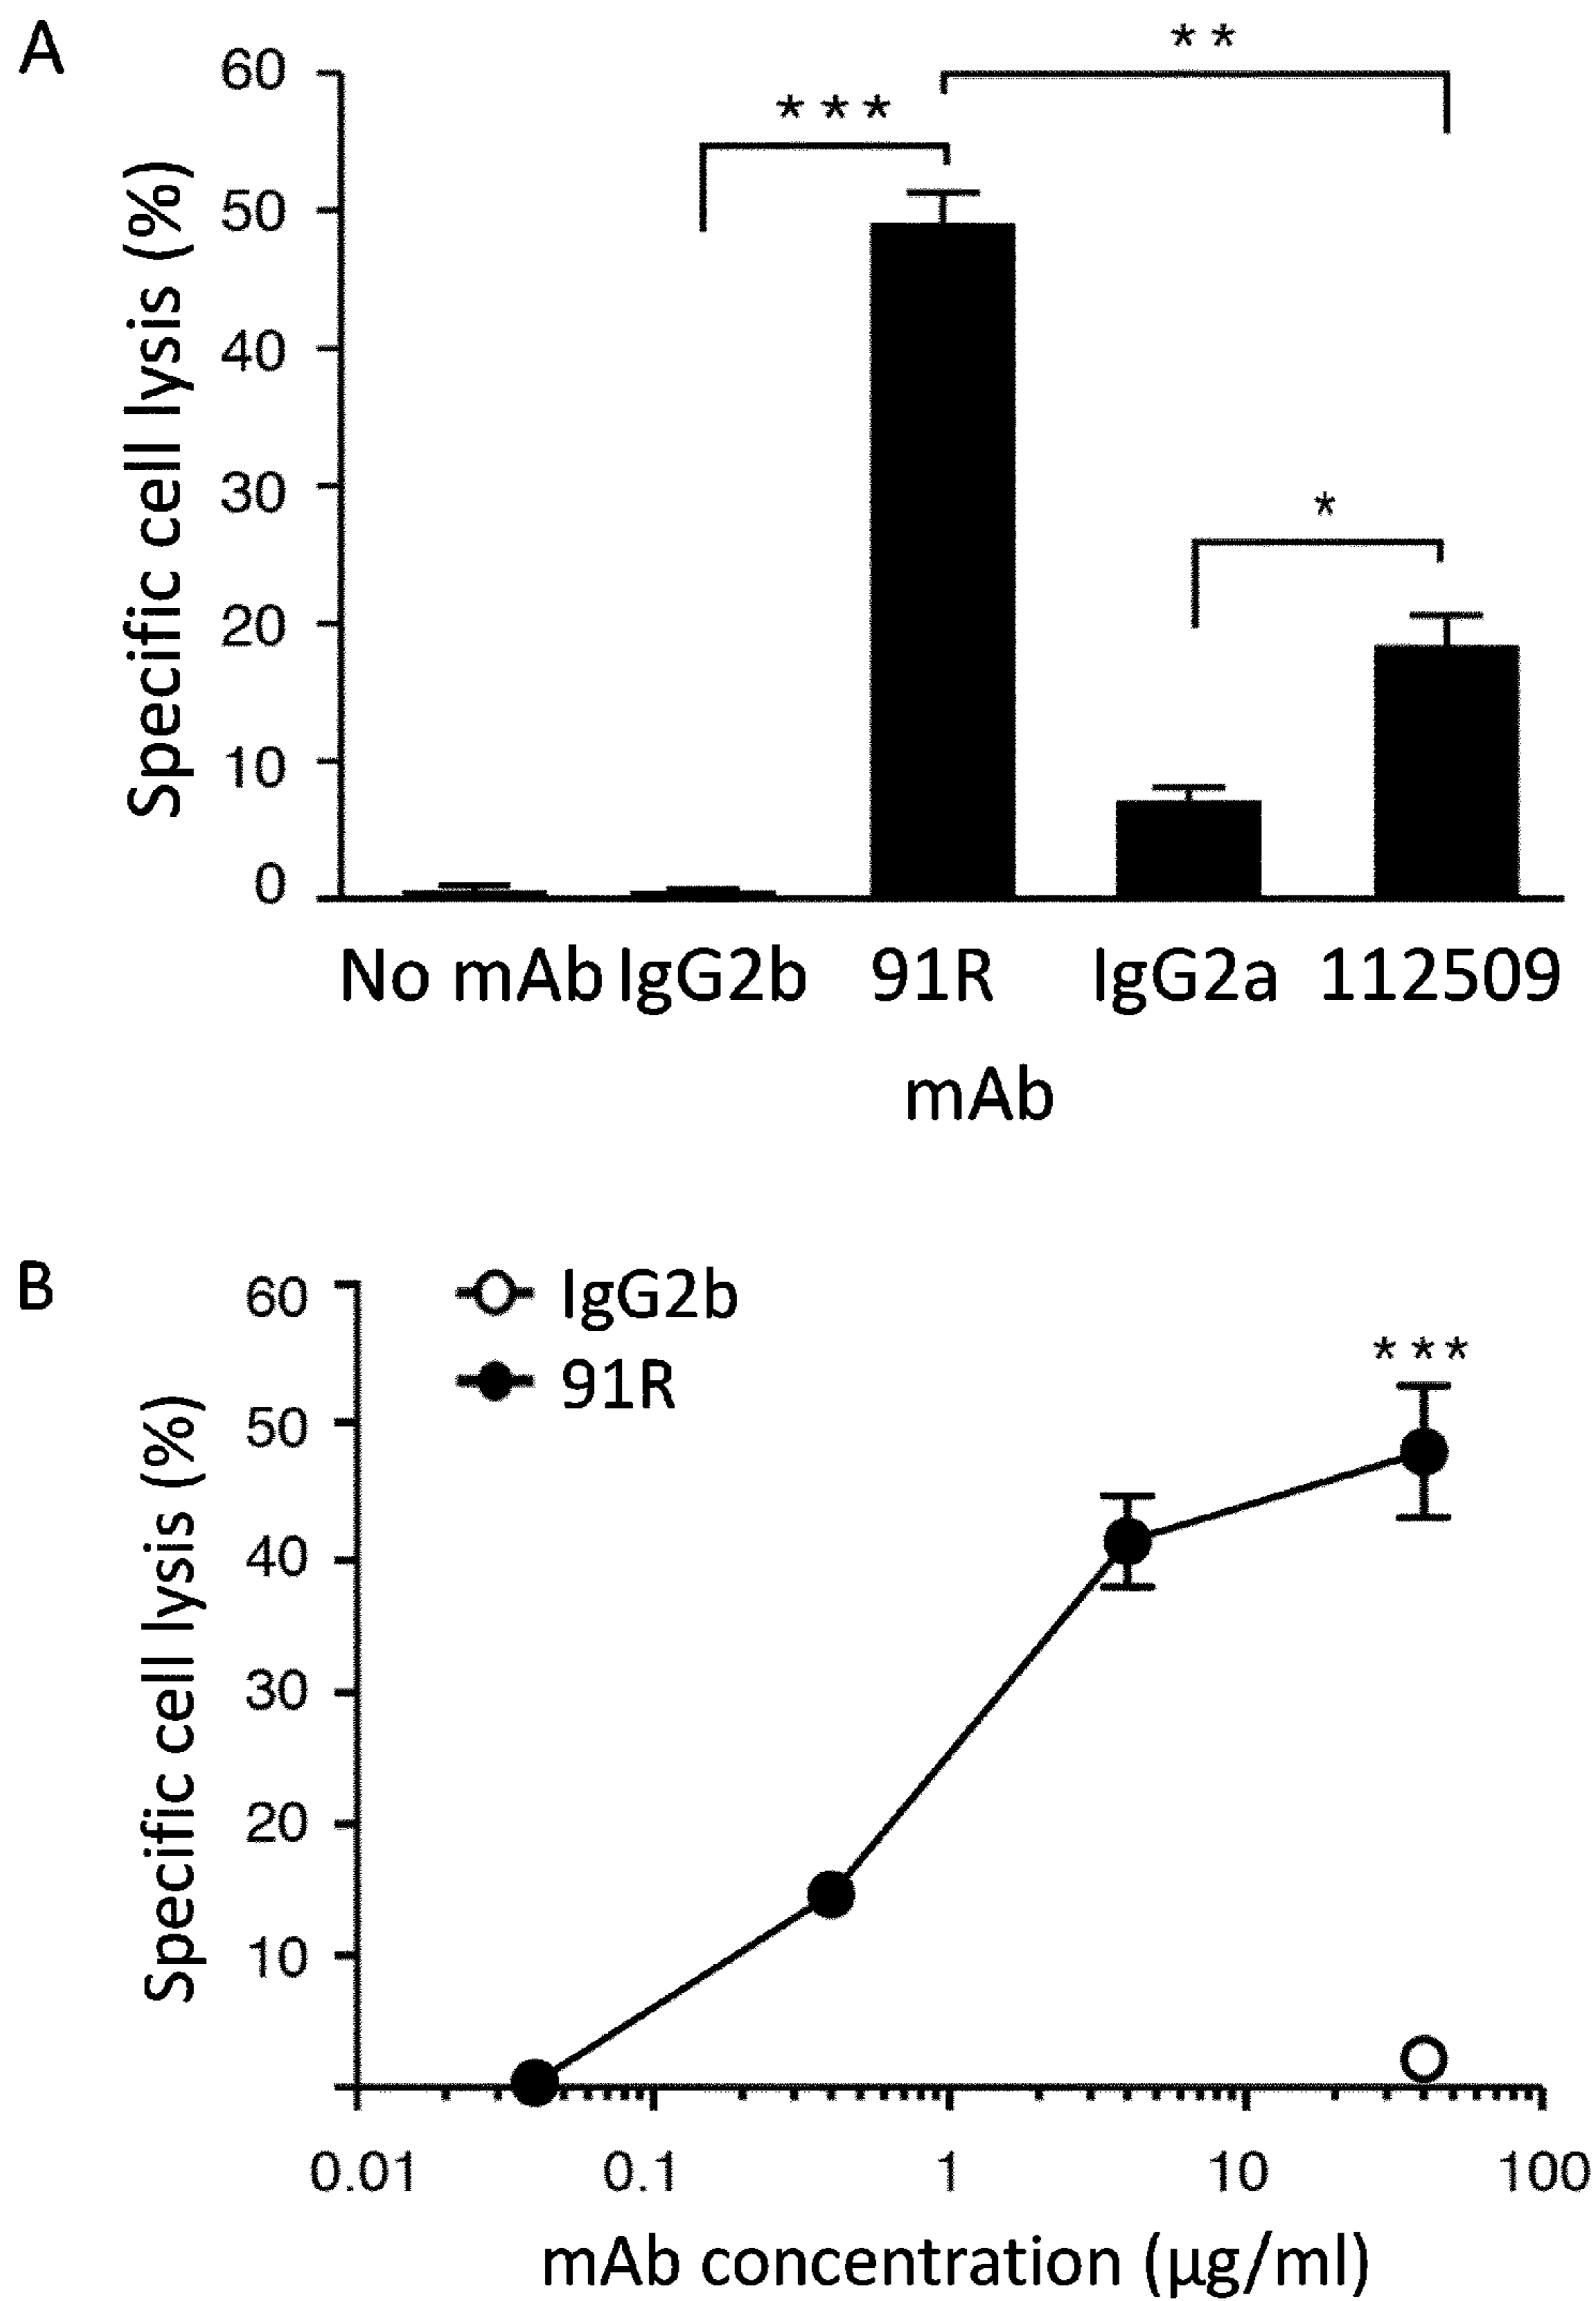 A
Specific cell lysis (%)
60
50
40
30
20
10
0
**
***
*
No mAb IgG2b 91R IgG2a 112509
mAb
B
Specific cell lysis (%)
60
50
40
30
20
10
IgG2b
91R
***
0.01 0.1 1 10 100
mAb concentration (μg/ml)